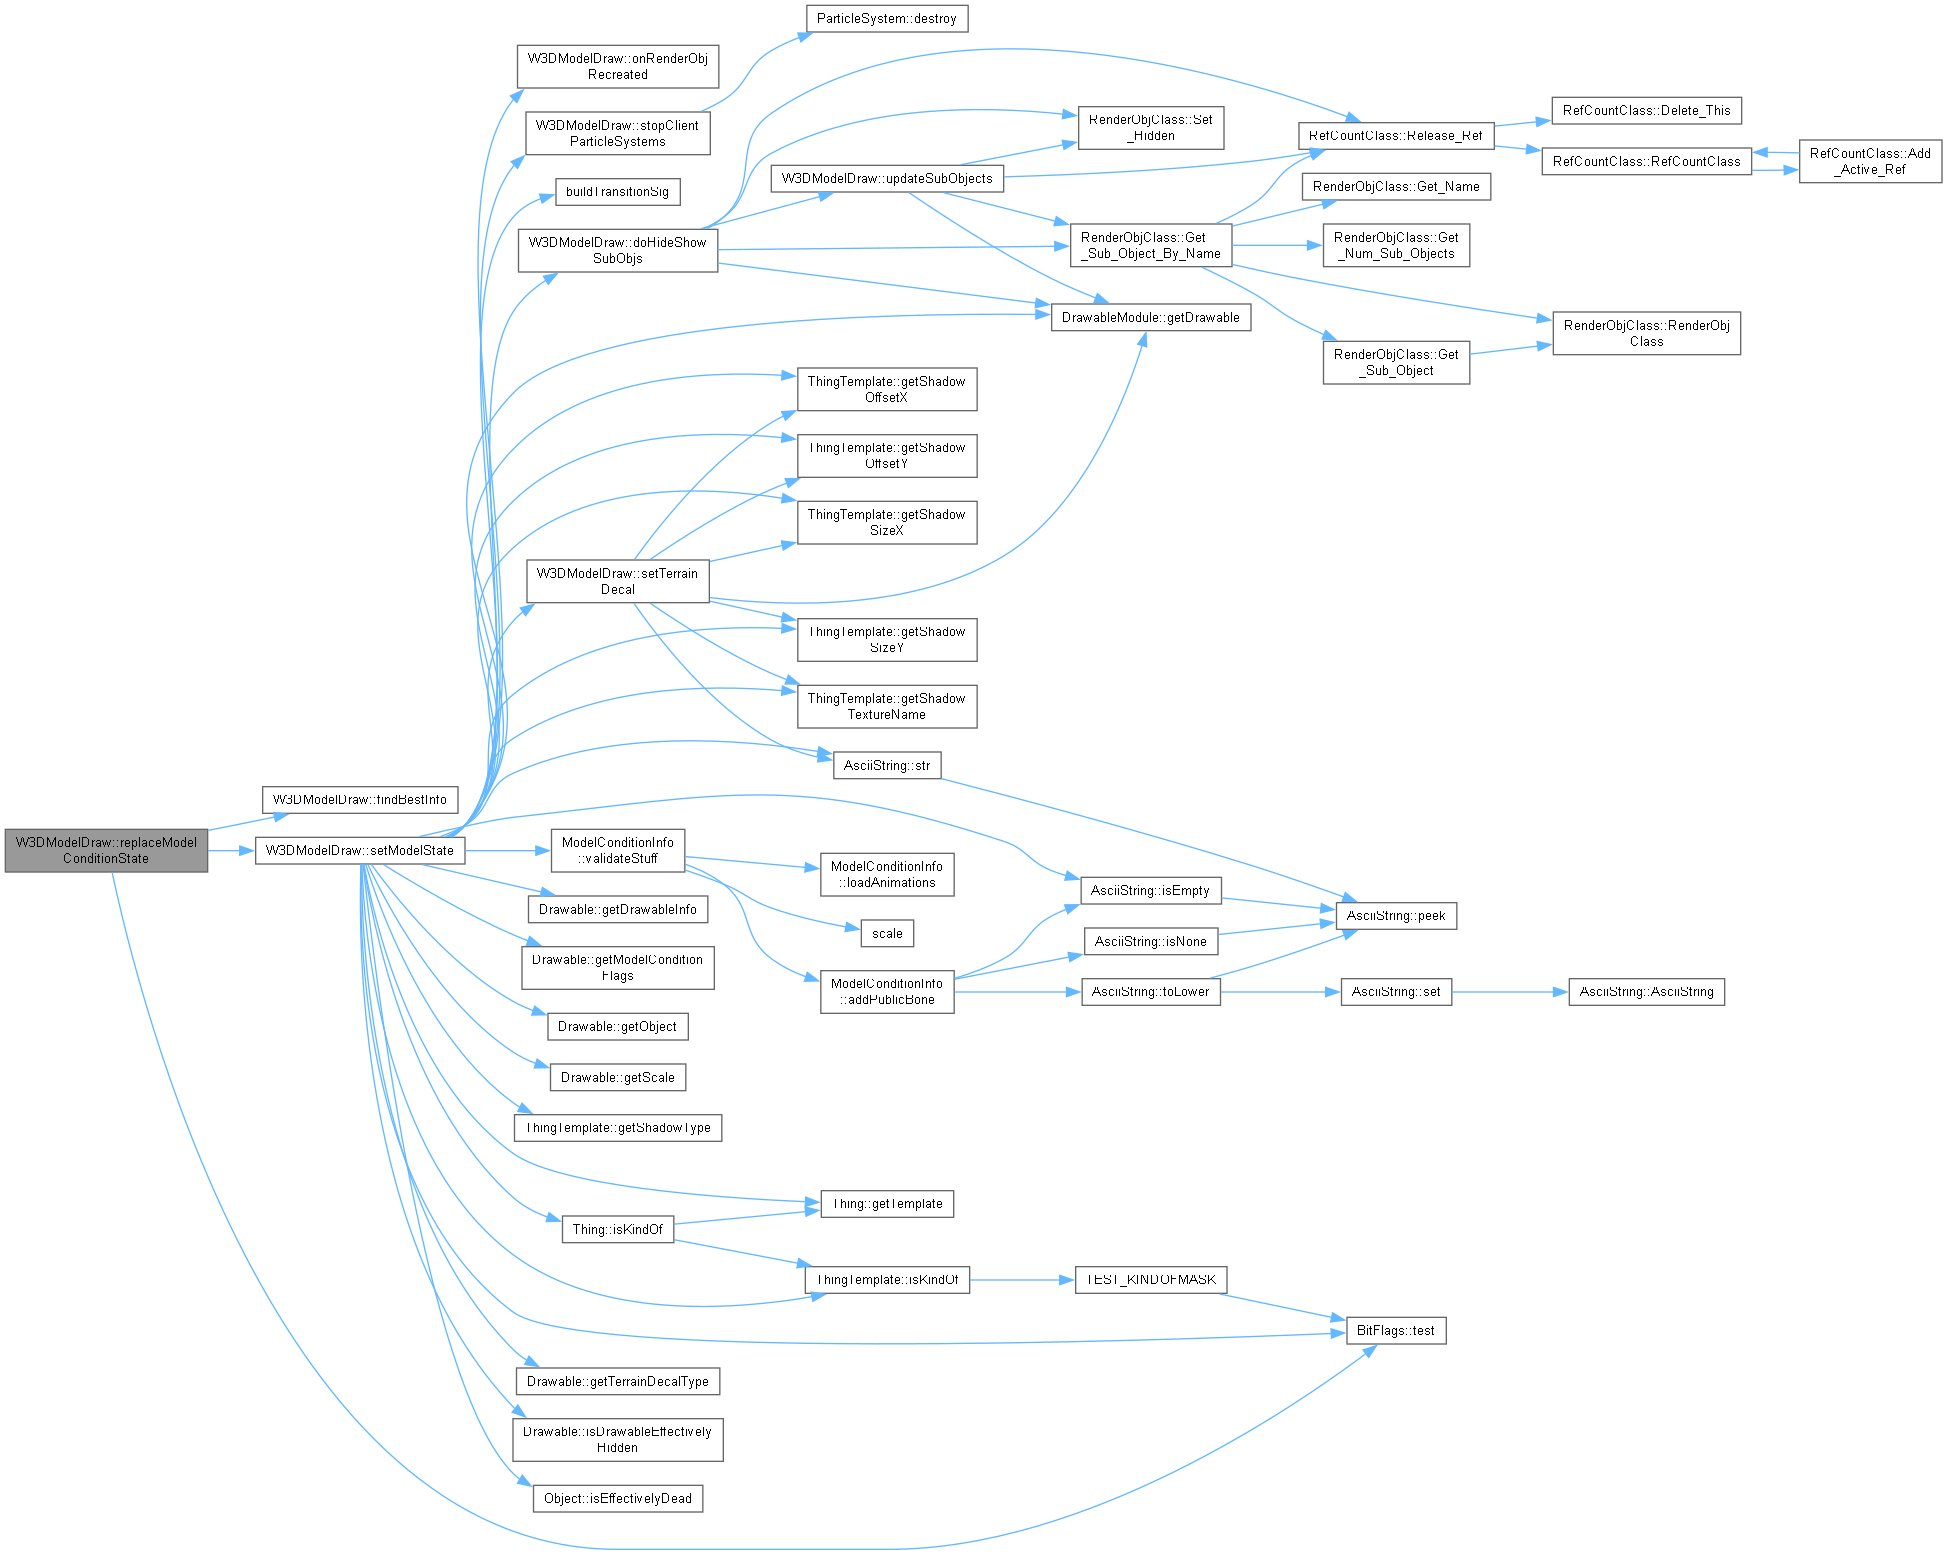 ParticleSystem::destroy
W3DModelDraw::onRenderObj
Recreated
W3DModelDraw::stopClient
ParticleSystems
buildTransitionSig
W3DModelDraw::doHideShow
SubObjs
W3DModelDraw::updateSubObjects
RenderObjClass::Set
_Hidden
RefCountClass::Release_Ref
RefCountClass::Delete_This
RefCountClass::RefCountClass
RefCountClass::Add
_Active_Ref
RenderObjClass::Get_Name
RenderObjClass::Get
_Sub_Object_By_Name
RenderObjClass::Get
_Num_Sub_Objects
DrawableModule::getDrawable
RenderObjClass::RenderObj
Class
RenderObjClass::Get
_Sub_Object
ThingTemplate::getShadow
OffsetX
ThingTemplate::getShadow
OffsetY
ThingTemplate::getShadow
SizeX
W3DModelDraw::setTerrain
Decal
ThingTemplate::getShadow
SizeY
ThingTemplate::getShadow
TextureName
AsciiString::str
W3DModelDraw::findBestInfo
W3DModelDraw::replaceModel
ConditionState
W3DModelDraw::setModelState
ModelConditionInfo
::validateStuff
ModelConditionInfo
::loadAnimations
AsciiString::isEmpty
AsciiString::peek
Drawable::getDrawableInfo
scale
AsciiString::isNone
Drawable::getModelCondition
Flags
ModelConditionInfo
::addPublicBone
AsciiString::toLower
AsciiString::set
AsciiString::AsciiString
Drawable::getObject
Drawable::getScale
ThingTemplate::getShadowType
Thing::getTemplate
Thing::isKindOf
ThingTemplate::isKindOf
TEST_KINDOFMASK
BitFlags::test
Drawable::getTerrainDecalType
Drawable::isDrawableEffectively
Hidden
Object::isEffectivelyDead